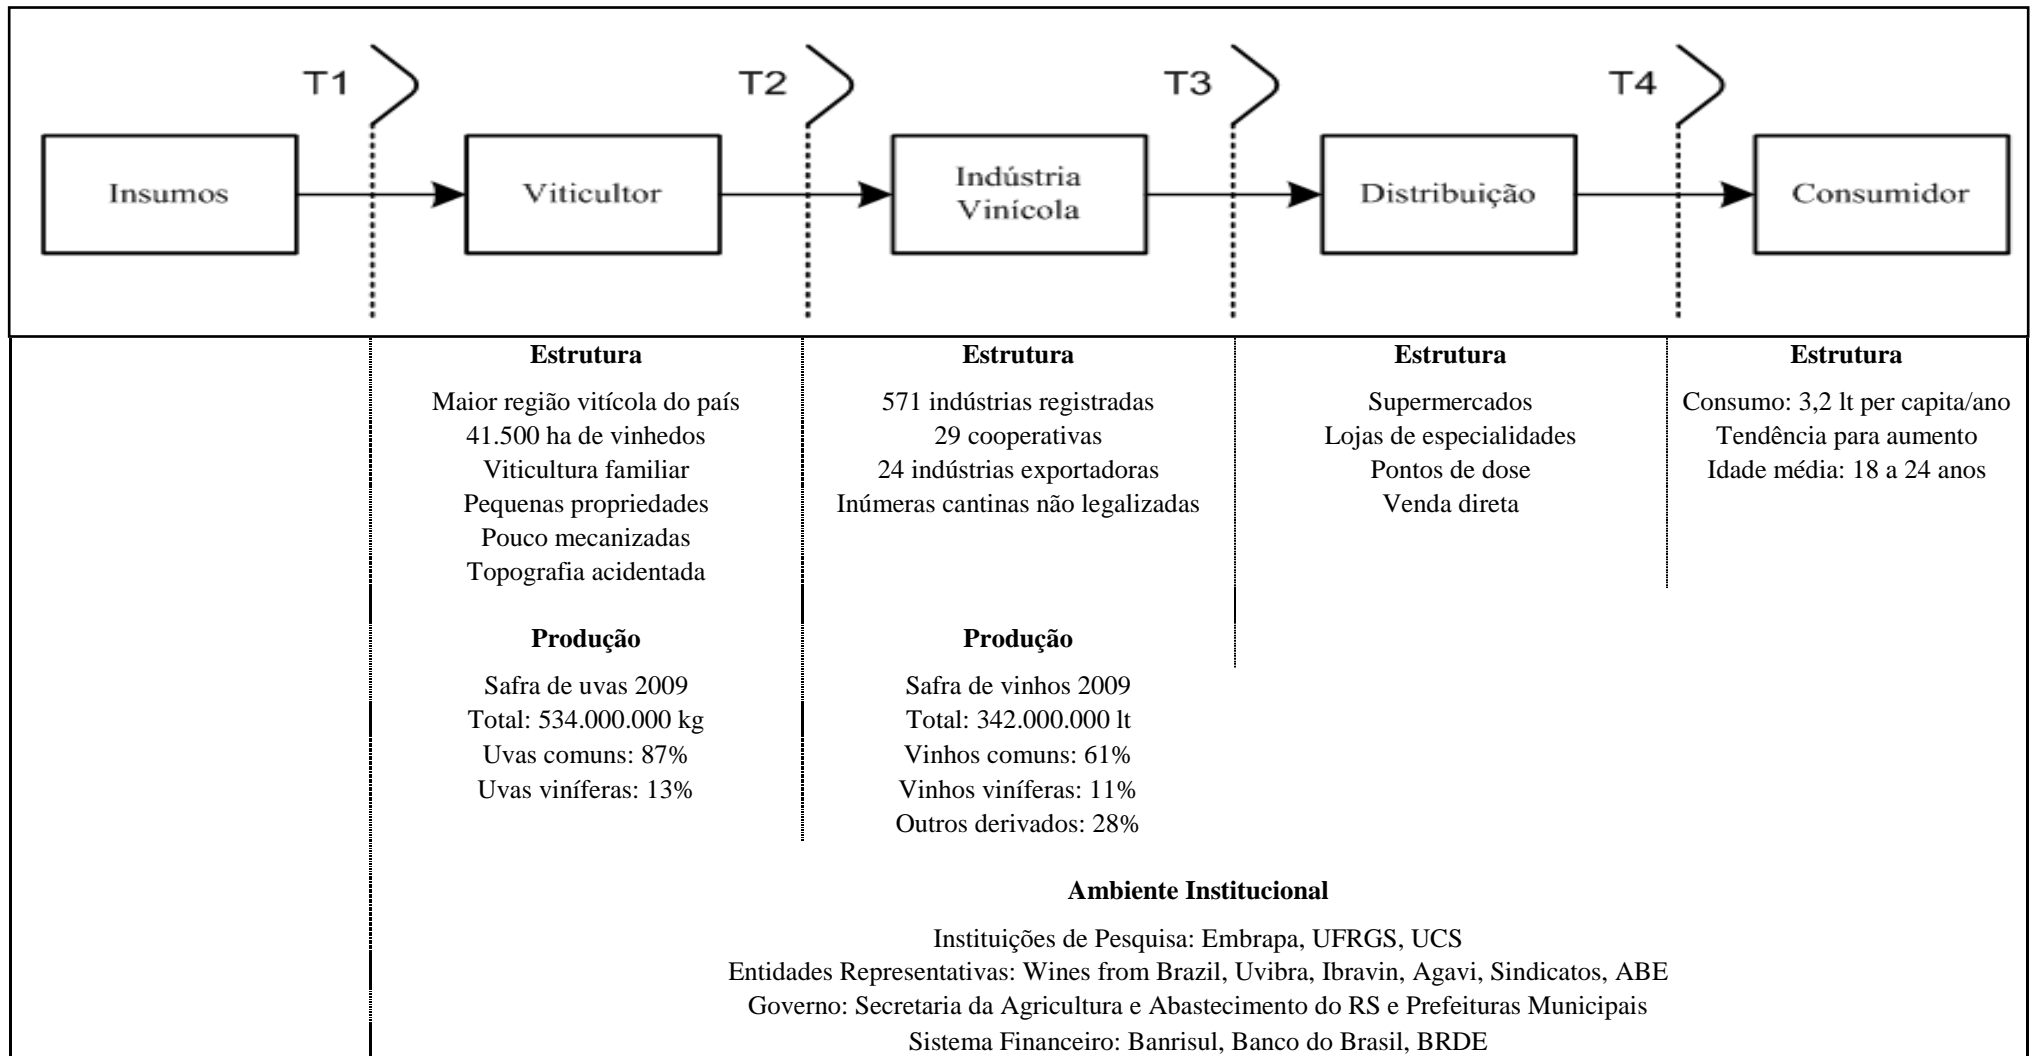 T1
T2
T3
T4
Insumos
Viticultor
Indústria
Vinícola
Distribuição
Consumidor
Estrutura
Maior região vitícola do país
41.500 ha de vinhedos
Viticultura familiar
Pequenas propriedades
Pouco mecanizadas
Topografia acidentada
Estrutura
571 indústrias registradas
29 cooperativas
24 indústrias exportadoras
Inúmeras cantinas não legalizadas
Estrutura
Supermercados
Lojas de especialidades
Pontos de dose
Venda direta
Estrutura
Consumo: 3,2 lt per capita/ano
Tendência para aumento
Idade média: 18 a 24 anos
Produção
Safra de uvas 2009
Total: 534.000.000 kg
Uvas comuns: 87%
Uvas viníferas: 13%
Produção
Safra de vinhos 2009
Total: 342.000.000 lt
Vinhos comuns: 61%
Vinhos viníferas: 11%
Outros derivados: 28%
Ambiente Institucional
Instituições de Pesquisa: Embrapa, UFRGS, UCS
Entidades Representativas: Wines from Brazil, Uvibra, Ibravin, Agavi, Sindicatos, ABE
Governo: Secretaria da Agricultura e Abastecimento do RS e Prefeituras Municipais
Sistema Financeiro: Banrisul, Banco do Brasil, BRDE